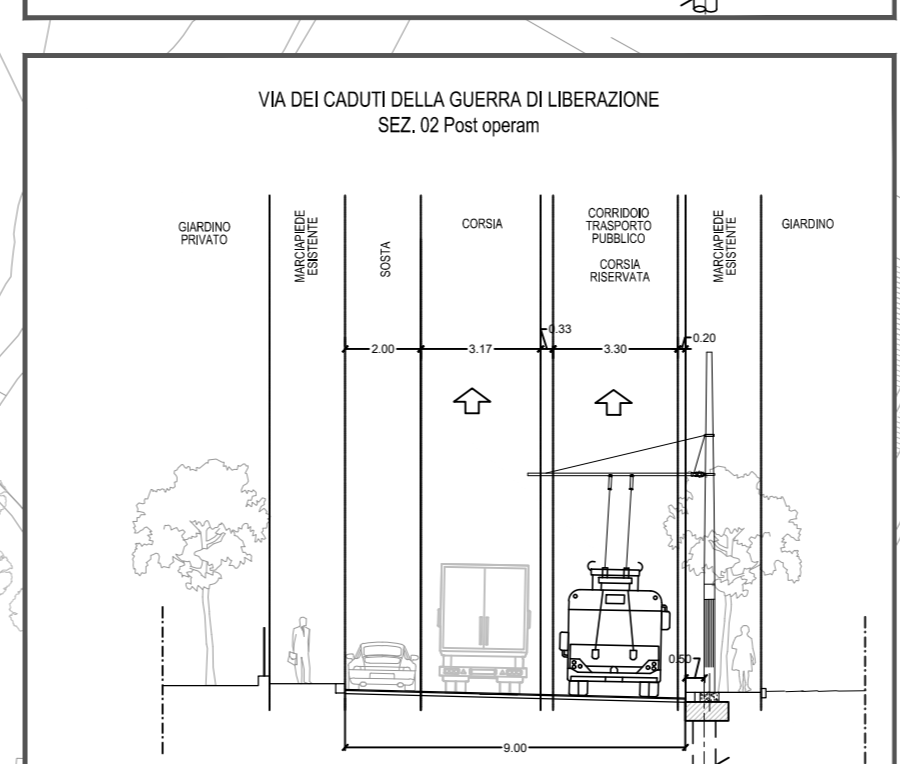 VIA DEI CADUTI DELLA GUERRA DI LIBERAZIONE
SEZ. 02 Post operam
GIARDINO
PRIVATO
MARCIAPIEDE
ESISTENTE
SOSTA
CORSIA
CORRIDOIO
TRASPORTO
PUBBLICO
CORSIA
RISERVATA
MARCIAPIEDE
ESISTENTE
GIARDINO
2.00
3.17
0.33
3.30
0.20
0.50
9.00